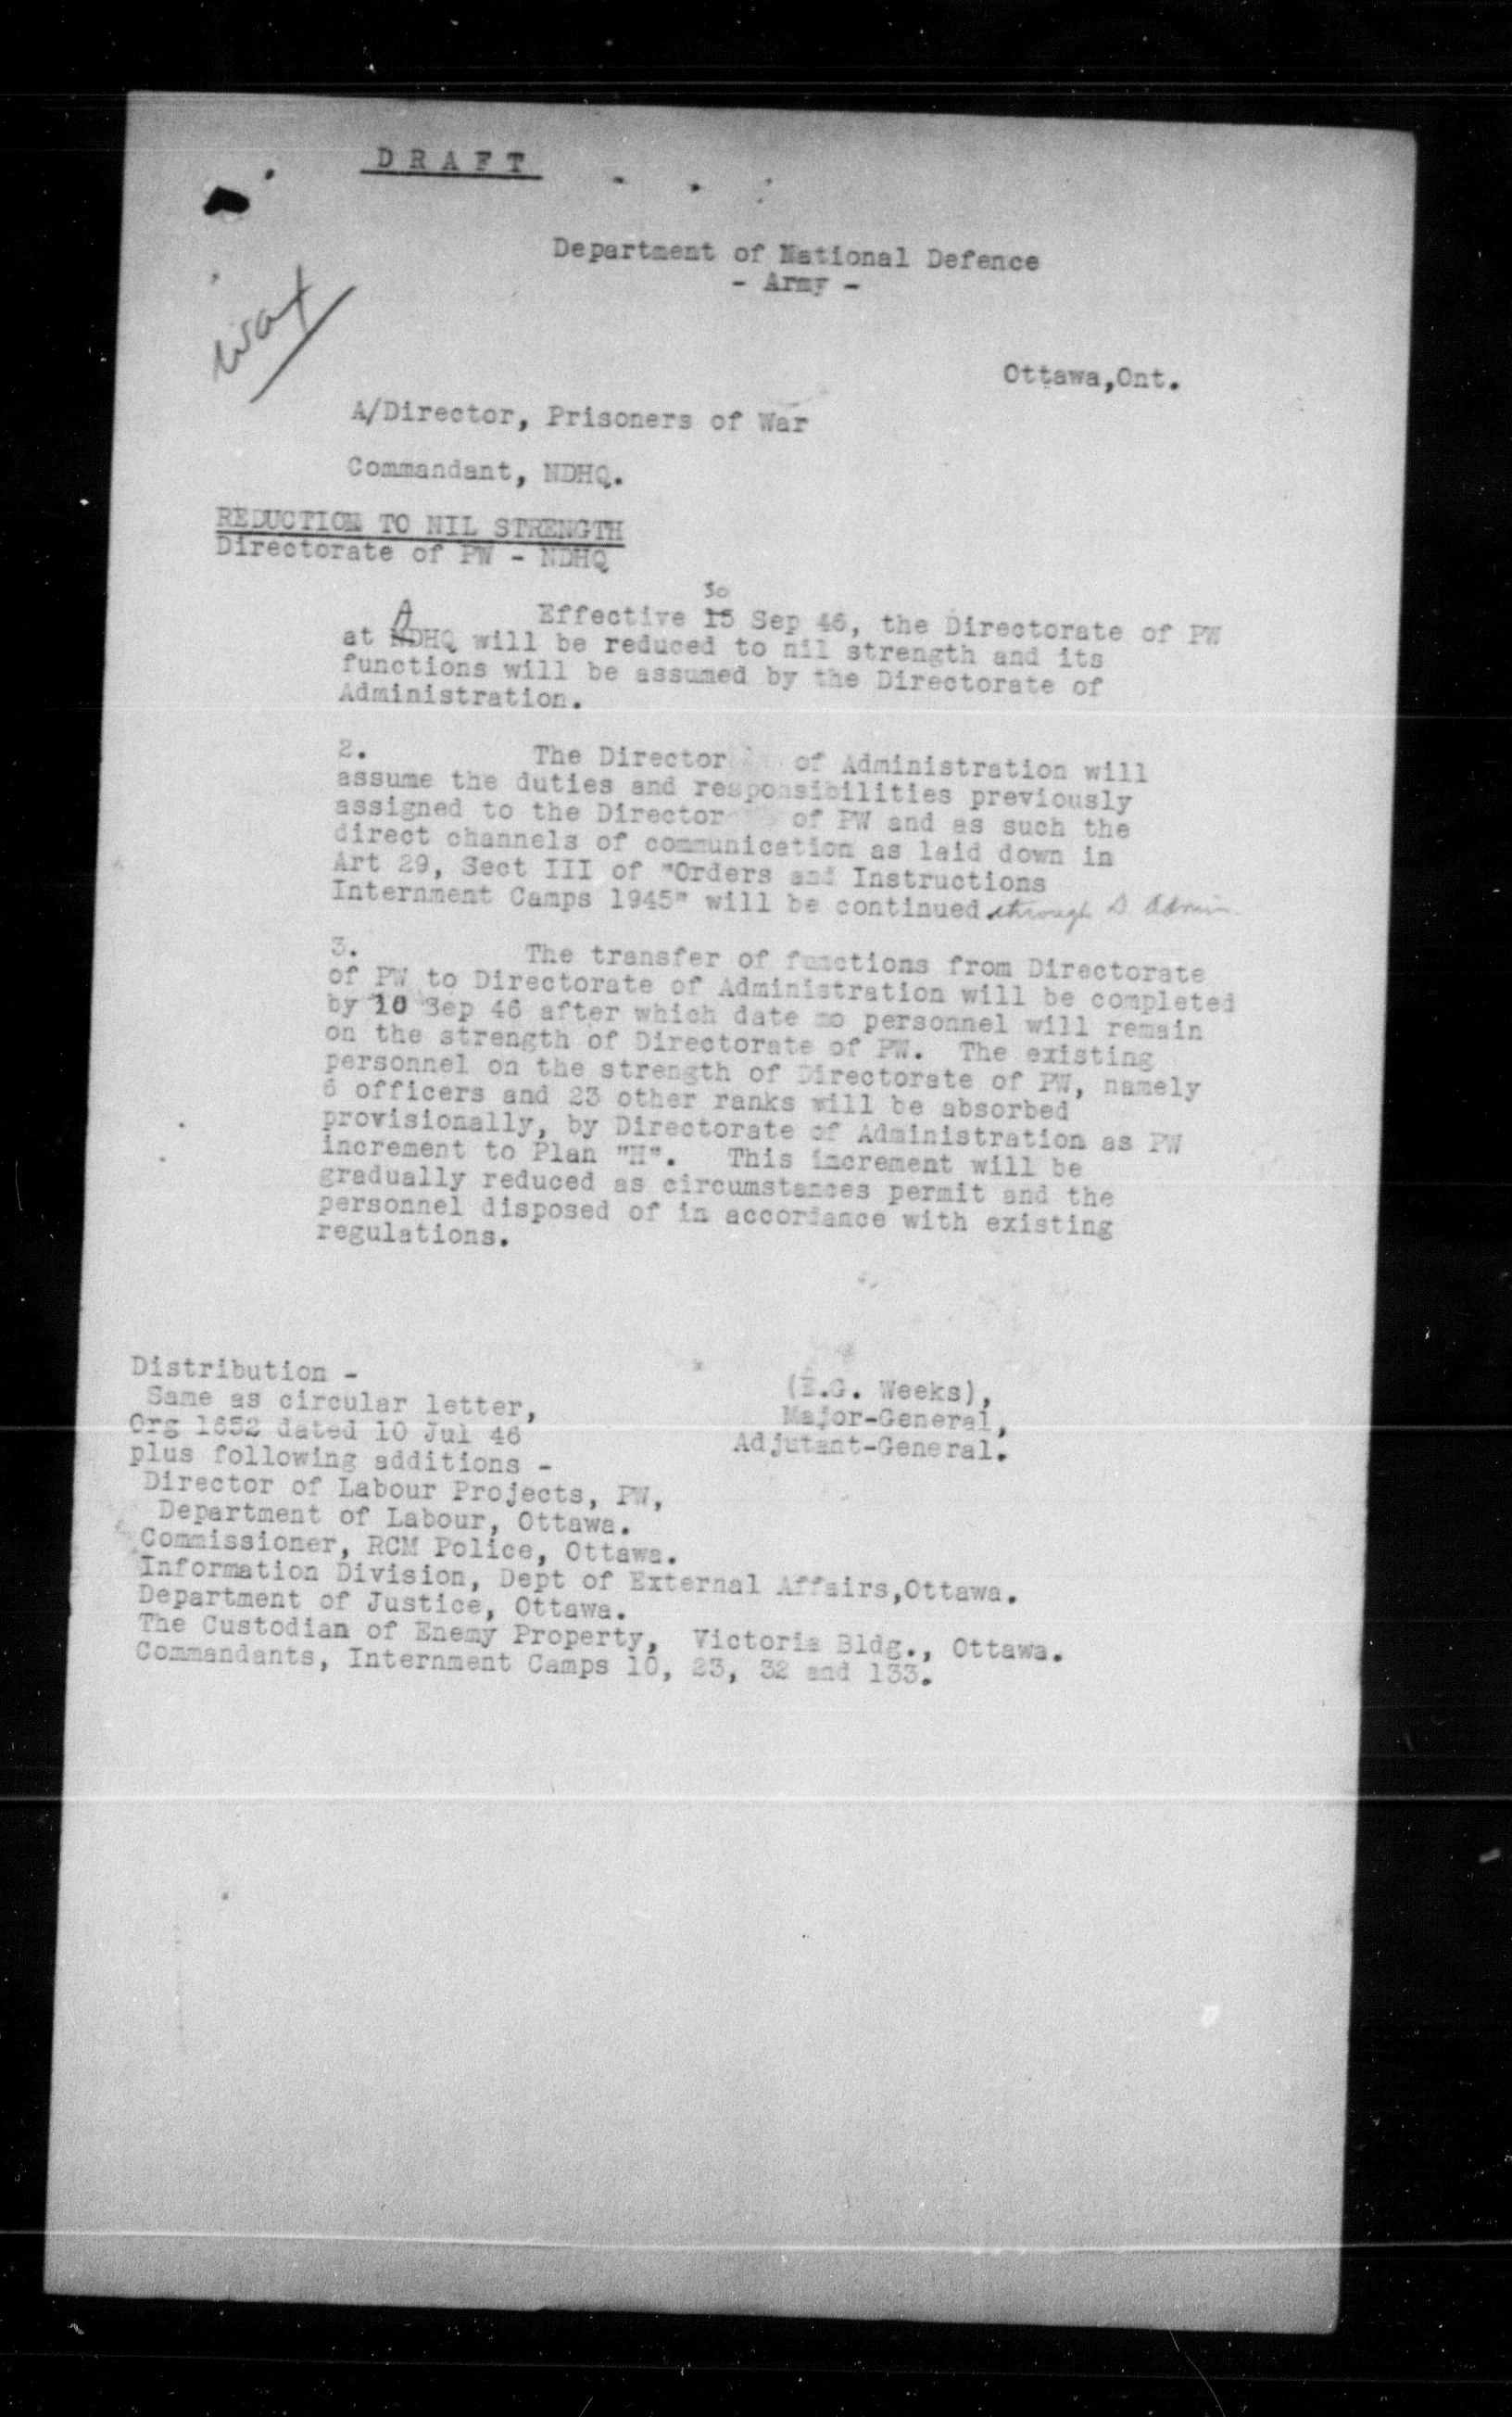 DRAFT
Department of National Defence
- Army -
Ottawa,Ont.
A/Director, Prisoners of War
Commandant, NDHQ.
REDUCTION TO NIL STRENGTH
Directorate of PW - NDHQ
30
Effective 15 Sep 46, the Directorate of PW
A
at NDHQ will be reduced to nil strength and its
functions will be assumed by the Directorate of
Administration.
2. The Director of Administration will
assume the duties and responsibilities previously
assigned to the Director of PW and as such the
direct channels of communication as laid down in
Art 29, Sect III of "Orders and Instructions
Internment Camps 1945" will be continued through D. Admin.
3. The transfer of functions from Directorate
of PW to Directorate of Administration will be completed
by 10 Sep 46 after which date no personnel will remain
on the strength of Directorate of PW. The existing
personnel on the strength of Directorate of PW, namely
6 officers and 23 other ranks will be absorbed
provisionally, by Directorate of Administration as PW
increment to Plan "H". This increment will be
gradually reduced as circumstances permit and the
personnel disposed of in accordance with existing
regulations.
(E.G. Weeks),
Major-General,
Adjutant-General.
Distribution -
Same as circular letter,
Org 1652 dated 10 Jul 46
plus following additions -
Director of Labour Projects, PW,
Department of Labour, Ottawa.
Commissioner, RCM Police, Ottawa.
Information Division, Dept of External Affairs,Ottawa.
Department of Justice, Ottawa.
The Custodian of Enemy Property, Victoria Bldg., Ottawa.
Commandants, Internment Camps 10, 23, 32 and 133.